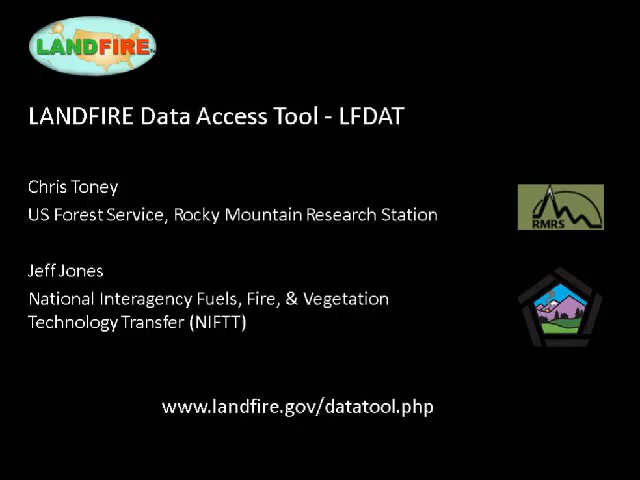 LANDFIRE
LANDFIRE Data Access Tool - LFDAT
Chris Toney
US Forest Service, Rocky Mountain Research Station
RMRS
Jeff Jones
National Interagency Fuels, Fire, & Vegetation
Technology Transfer (NIFTT)
www.landfire.gov/datatool.php